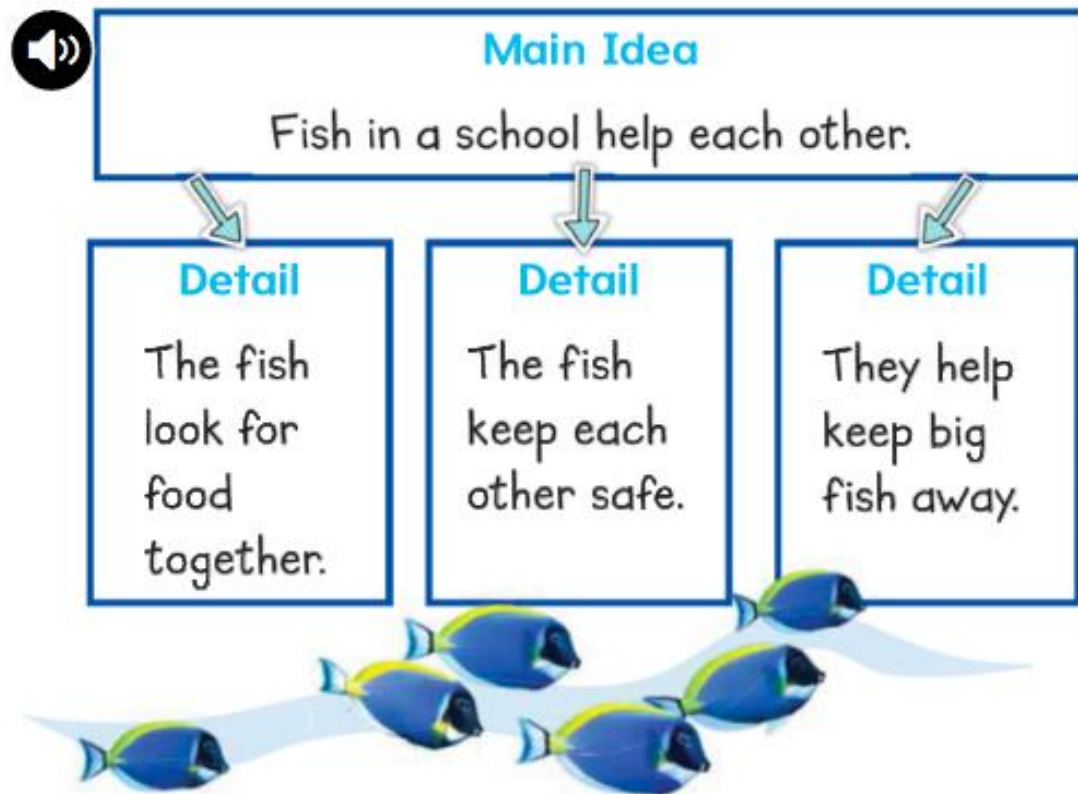 Main Idea
Fish in a school help each other.
Detail
The fish
look for
food
together.
Detail
The fish
keep each
other safe.
Detail
They help
keep big
fish away.